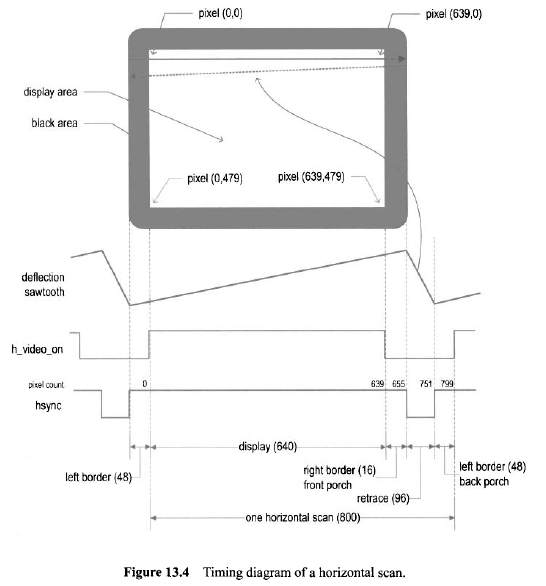 pixel (0,0)
pixel (639,0)
display area
black area
pixel (0,479)
pixel (639,479)
deflection
sawtooth
h_video_on
pixel count
0
639
655
751
799
hsync
display (640)
left border (48)
right border (16)
front porch
retrace (96)
left border (48)
back porch
one horizontal scan (800)
Figure 13.4 Timing diagram of a horizontal scan.